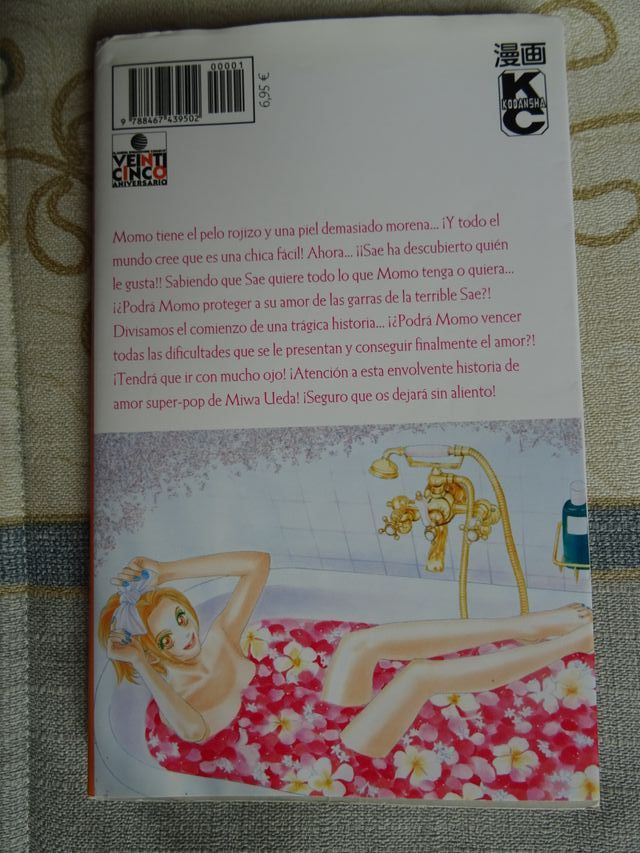 00001
9 788467 439502
6,95 €
漫画
K
KODANSHA
C
VEINTI
CINCO
ANIVERSARIO
Momo tiene el pelo rojizo y una piel demasiado morena... ¡Y todo el
mundo cree que es una chica fácil! Ahora... ¡¡Sae ha descubierto quién
le gusta!! Sabiendo que Sae quiere todo lo que Momo tenga o quiera...
¡¿Podrá Momo proteger a su amor de las garras de la terrible Sae?!
Divisamos el comienzo de una trágica historia... ¡¿Podrá Momo vencer
todas las dificultades que se le presentan y conseguir finalmente el amor?!
¡Tendrá que ir con mucho ojo! ¡Atención a esta envolvente historia de
amor super-pop de Miwa Ueda! ¡Seguro que os dejará sin aliento!